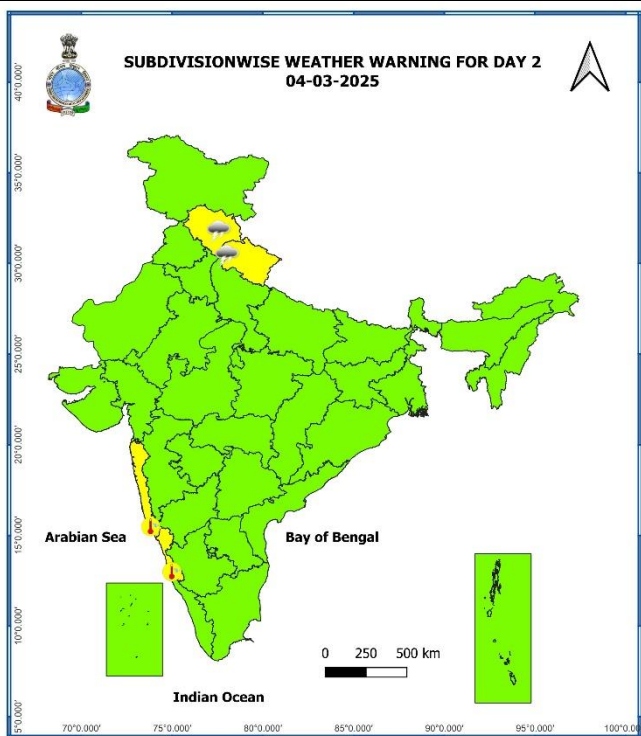 SUBDIVISIONWISE WEATHER WARNING FOR DAY 2
04-03-2025
40°0.000'
35°0.000'
30°0.000'
25°0.000'
20°0.000'
15°0.000'
10°0.000'
5°0.000'
Arabian Sea
Bay of Bengal
0 250 500 km
Indian Ocean
70°0.000' 75°0.000' 80°0.000' 85°0.000' 90°0.000' 95°0.000' 100°0.00